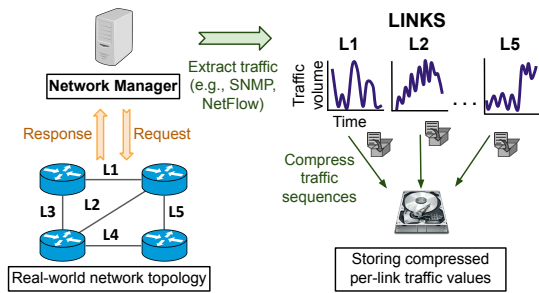 LINKS
L1 L2 L5
Traffic
volume
Time
. . .
Network Manager
Extract traffic
(e.g., SNMP,
NetFlow)
Response Request
L1
L2
L3
L5
L4
Real-world network topology
Compress
traffic
sequences
Storing compressed
per-link traffic values